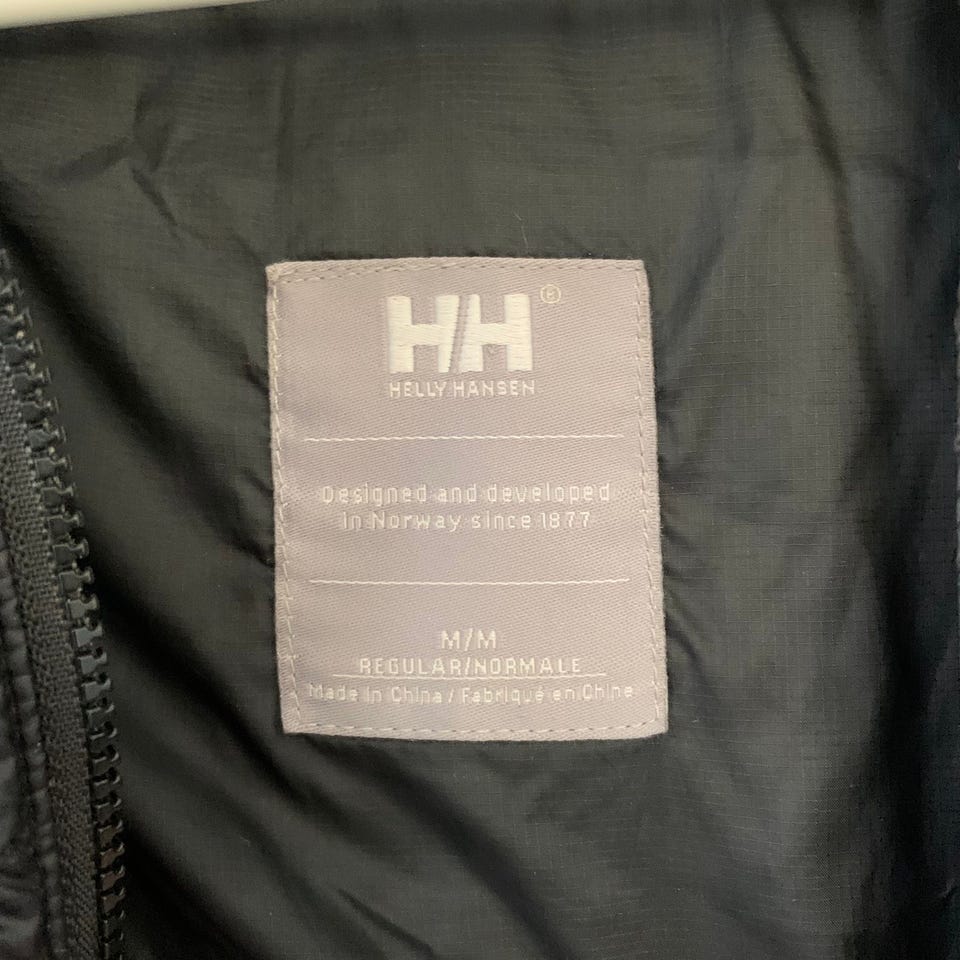 HH®
HELLY HANSEN
Designed and developed
in Norway since 1877
M/M
REGULAR/NORMALE
Made in China / Fabriqué en Chine